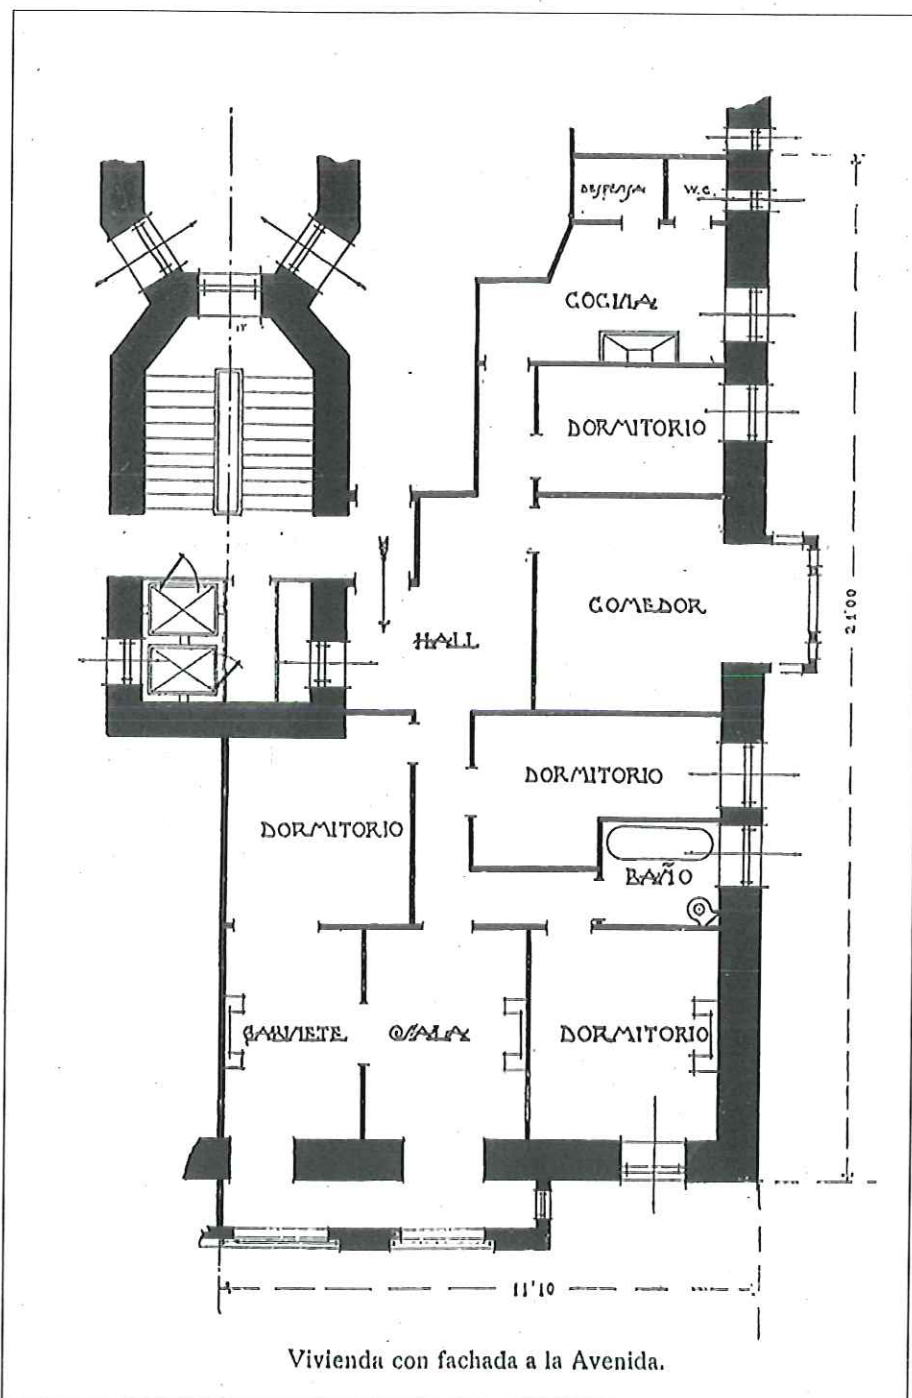 DESPENSA
W.C.
COCINA
DORMITORIO
COMEDOR
21'00
HALL
DORMITORIO
DORMITORIO
BAÑO
GABINETE
SALA
DORMITORIO
11'10
Vivienda con fachada a la Avenida.